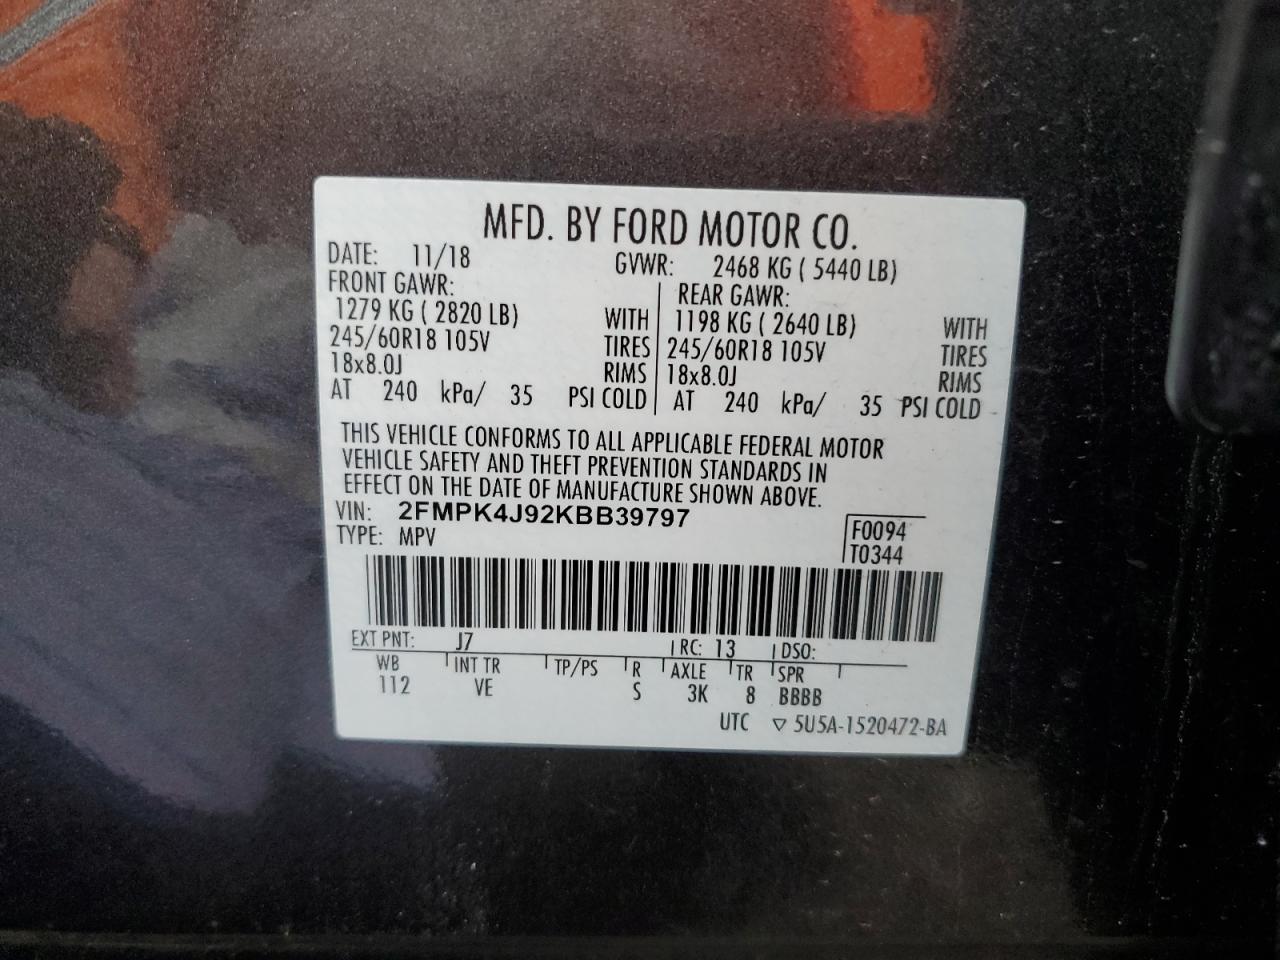 MFD. BY FORD MOTOR CO.
DATE: 11/18 GVWR: 2468 KG ( 5440 LB)
FRONT GAWR: REAR GAWR:
1279 KG ( 2820 LB) WITH 1198 KG ( 2640 LB) WITH
245/60R18 105V TIRES 245/60R18 105V TIRES
18x8.0J RIMS 18x8.0J RIMS
AT 240 kPa/ 35 PSI COLD AT 240 kPa/ 35 PSI COLD
THIS VEHICLE CONFORMS TO ALL APPLICABLE FEDERAL MOTOR
VEHICLE SAFETY AND THEFT PREVENTION STANDARDS IN
EFFECT ON THE DATE OF MANUFACTURE SHOWN ABOVE.
VIN: 2FMPK4J92KBB39797
TYPE: MPV
F0094
T0344
EXT PNT: J7 RC: 13 DSO:
WB INT TR TP/PS R AXLE TR SPR
112 VE S 3K 8 BBBB
UTC ▽ 5U5A-1520472-BA